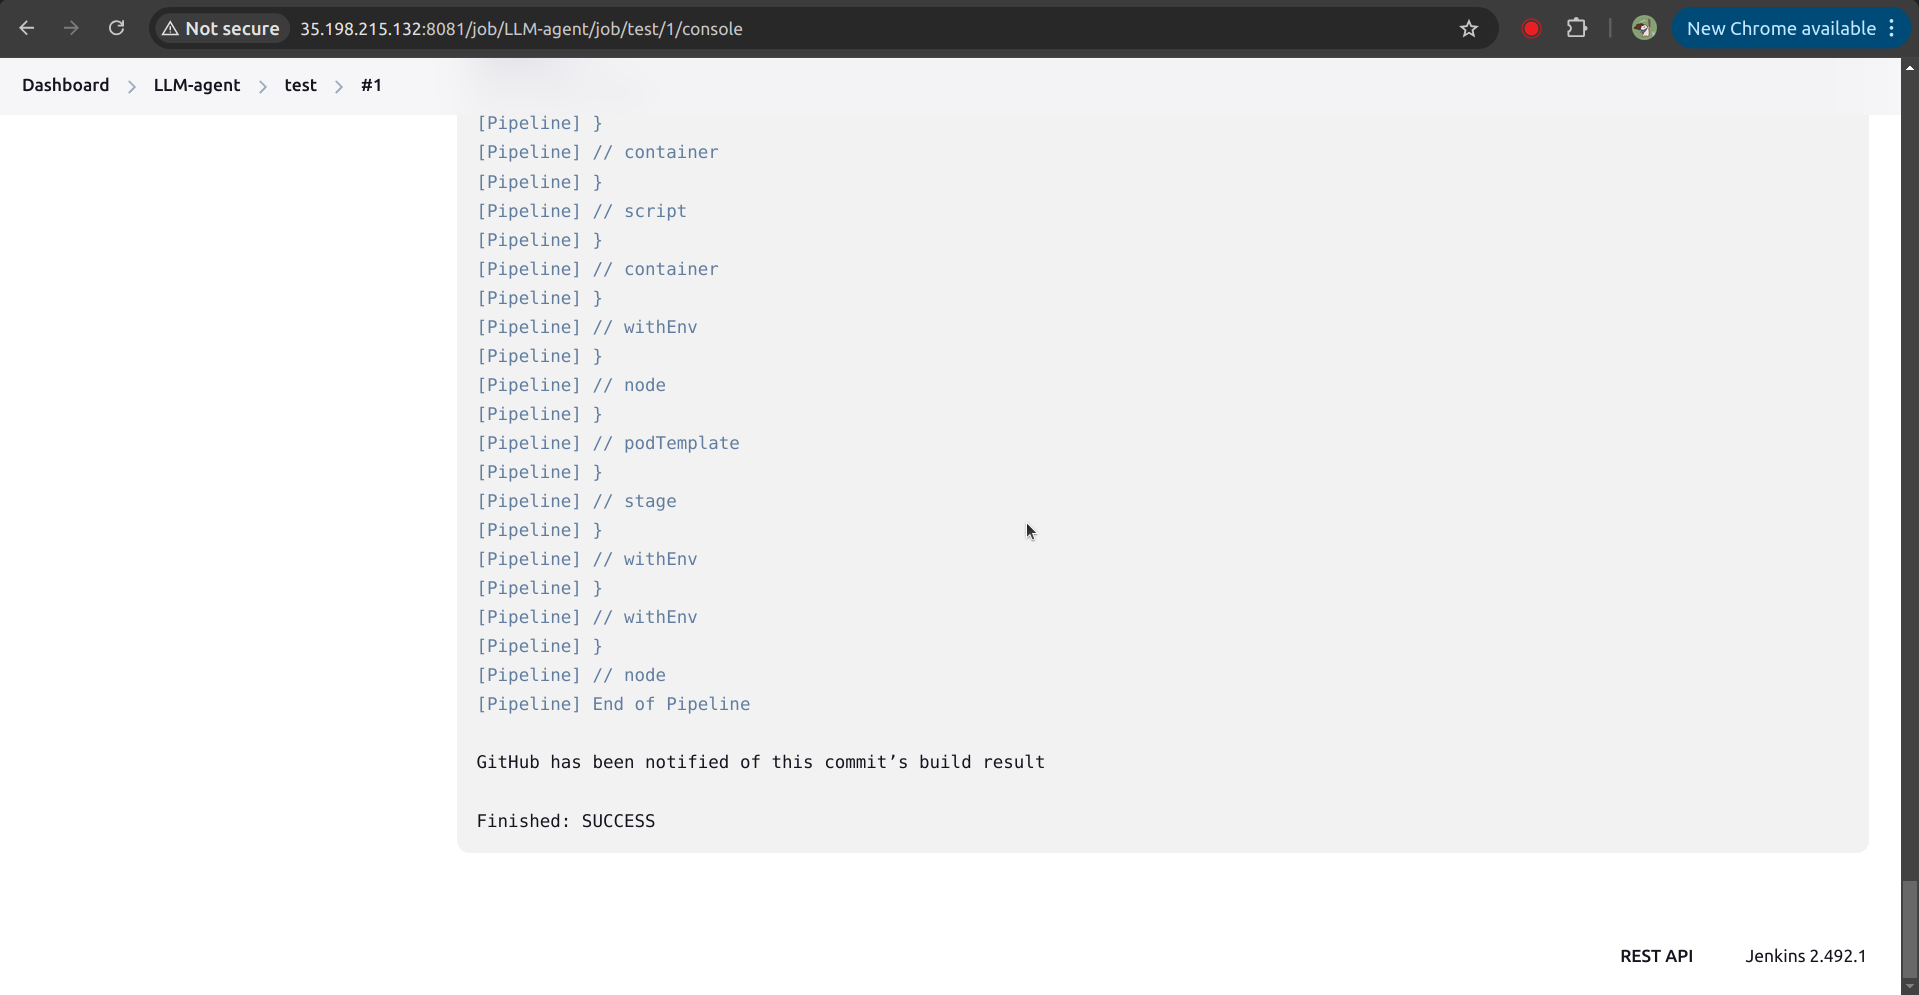 Not secure 35.198.215.132:8081/job/LLM-agent/job/test/1/console New Chrome available
Dashboard LLM-agent test #1
[Pipeline] }
[Pipeline] // container
[Pipeline] }
[Pipeline] // script
[Pipeline] }
[Pipeline] // container
[Pipeline] }
[Pipeline] // withEnv
[Pipeline] }
[Pipeline] // node
[Pipeline] }
[Pipeline] // podTemplate
[Pipeline] }
[Pipeline] // stage
[Pipeline] }
[Pipeline] // withEnv
[Pipeline] }
[Pipeline] // withEnv
[Pipeline] }
[Pipeline] // node
[Pipeline] End of Pipeline
GitHub has been notified of this commit’s build result
Finished: SUCCESS
REST API Jenkins 2.492.1